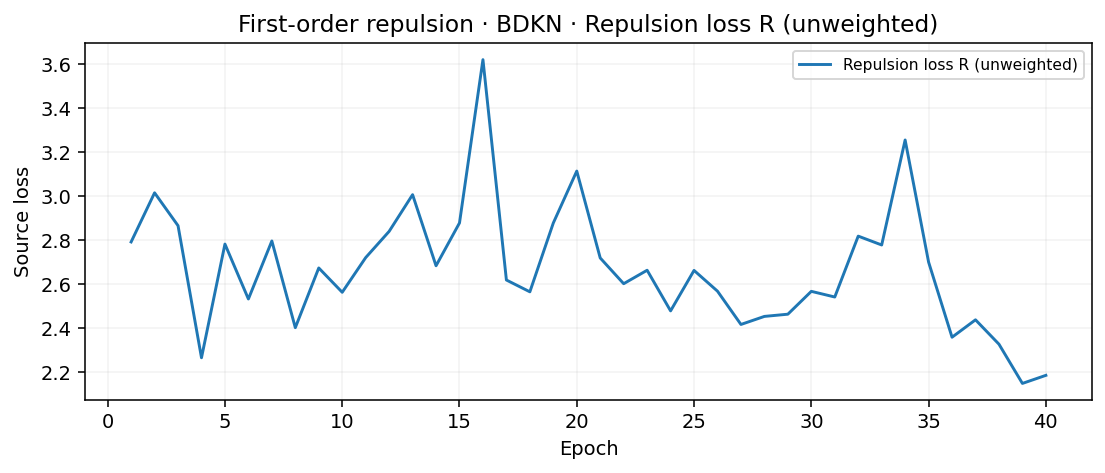 First-order repulsion · BDKN · Repulsion loss R (unweighted)
Repulsion loss R (unweighted)
Source loss
3.6
3.4
3.2
3.0
2.8
2.6
2.4
2.2
0 5 10 15 20 25 30 35 40
Epoch